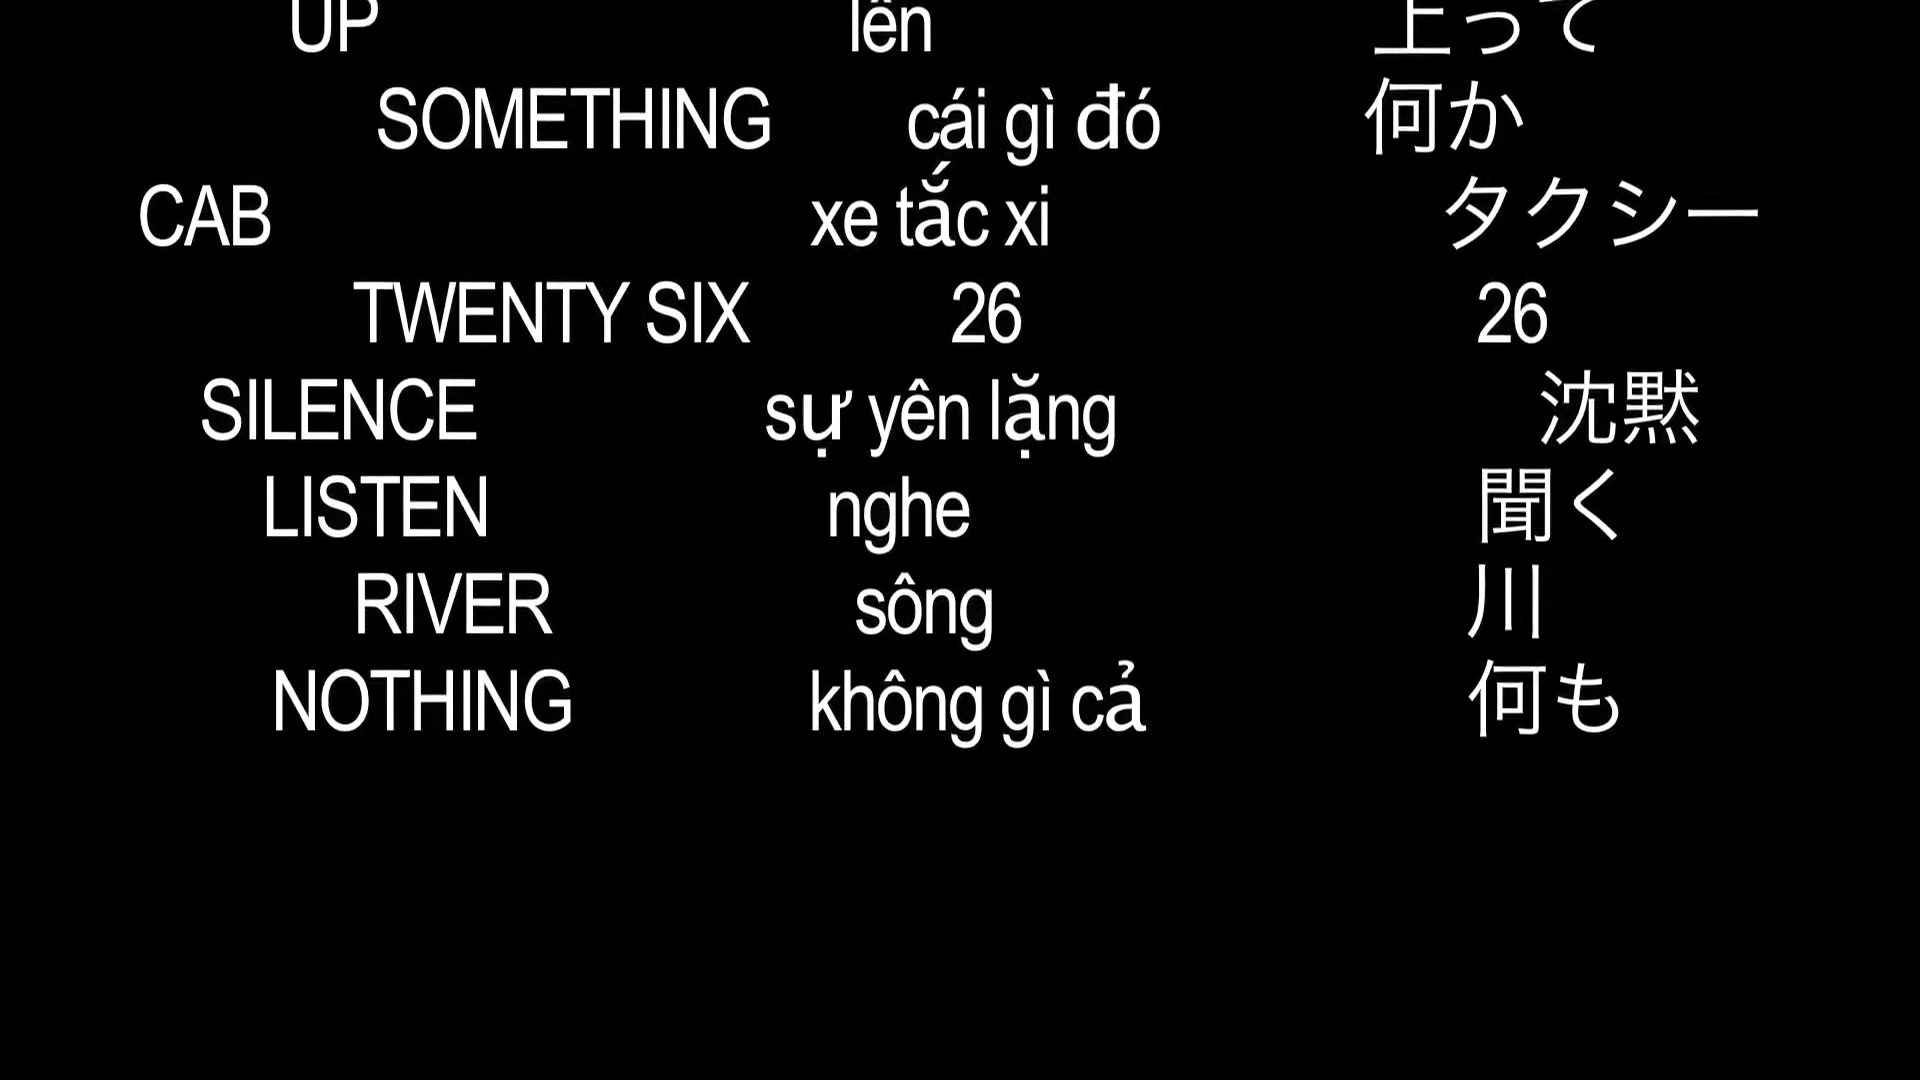 UP lên 上って
SOMETHING cái gì đó 何か
CAB xe tắc xi タクシー
TWENTY SIX 26 26
SILENCE sự yên lặng 沈黙
LISTEN nghe 聞く
RIVER sông 川
NOTHING không gì cả 何も